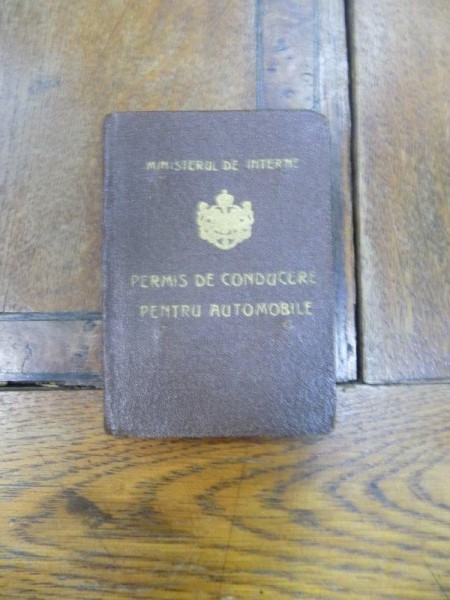 MINISTERUL DE INTERNE
PERMIS DE CONDUCERE
PENTRU AUTOMOBILE